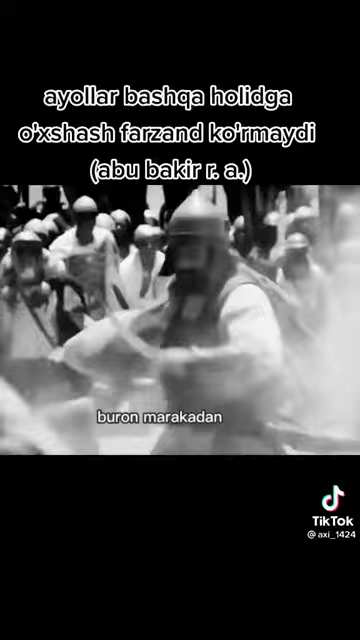 ayollar bashqa holidga
o'xshash farzand ko'rmaydi
(abu bakir r. a.)
buron marakadan
TikTok
@axi_1424